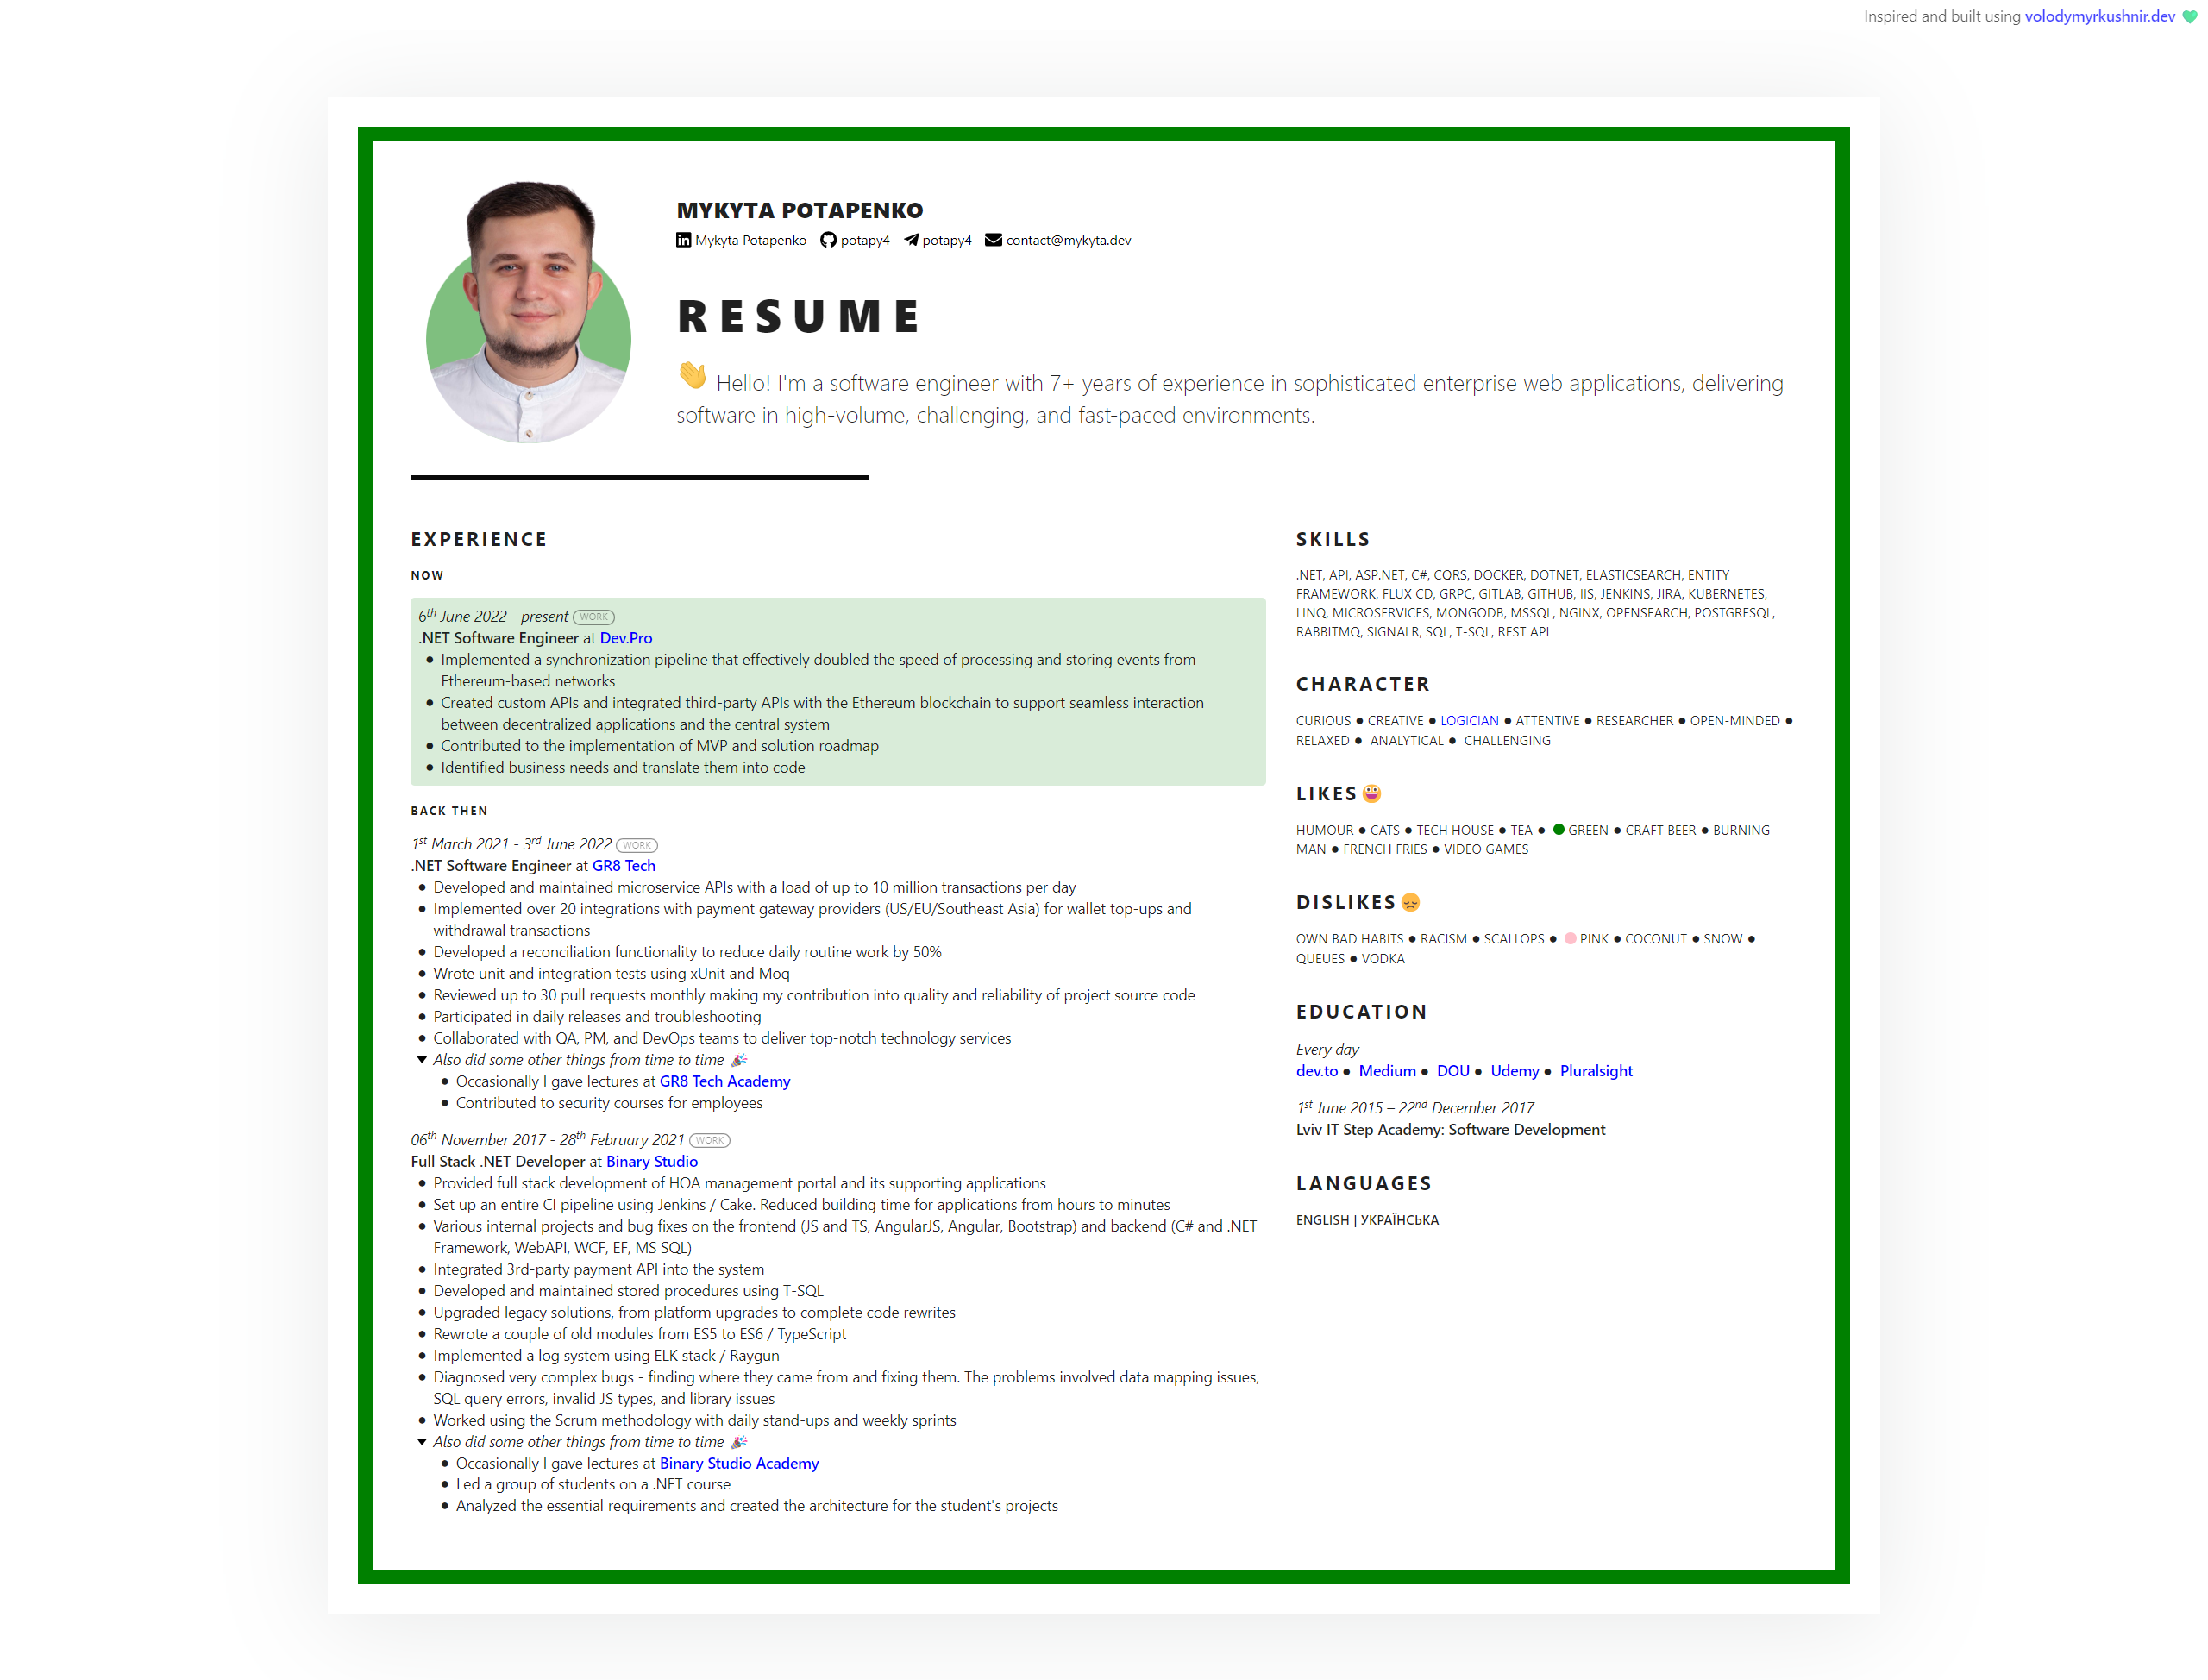 Inspired and built using volodymyrkushnir.dev
MYKYTA POTAPENKO
Mykyta Potapenko potapy4 potapy4 contact@mykyta.dev
RESUME
👋 Hello! I'm a software engineer with 7+ years of experience in sophisticated enterprise web applications, delivering
software in high-volume, challenging, and fast-paced environments.
EXPERIENCE
NOW
6th June 2022 - present WORK
.NET Software Engineer at Dev.Pro
● Implemented a synchronization pipeline that effectively doubled the speed of processing and storing events from
Ethereum-based networks
● Created custom APIs and integrated third-party APIs with the Ethereum blockchain to support seamless interaction
between decentralized applications and the central system
● Contributed to the implementation of MVP and solution roadmap
● Identified business needs and translate them into code
BACK THEN
1st March 2021 - 3rd June 2022 WORK
.NET Software Engineer at GR8 Tech
● Developed and maintained microservice APIs with a load of up to 10 million transactions per day
● Implemented over 20 integrations with payment gateway providers (US/EU/Southeast Asia) for wallet top-ups and
withdrawal transactions
● Developed a reconciliation functionality to reduce daily routine work by 50%
● Wrote unit and integration tests using xUnit and Moq
● Reviewed up to 30 pull requests monthly making my contribution into quality and reliability of project source code
● Participated in daily releases and troubleshooting
● Collaborated with QA, PM, and DevOps teams to deliver top-notch technology services
▼ Also did some other things from time to time 🎉
● Occasionally I gave lectures at GR8 Tech Academy
● Contributed to security courses for employees
06th November 2017 - 28th February 2021 WORK
Full Stack .NET Developer at Binary Studio
● Provided full stack development of HOA management portal and its supporting applications
● Set up an entire CI pipeline using Jenkins / Cake. Reduced building time for applications from hours to minutes
● Various internal projects and bug fixes on the frontend (JS and TS, AngularJS, Angular, Bootstrap) and backend (C# and .NET
Framework, WebAPI, WCF, EF, MS SQL)
● Integrated 3rd-party payment API into the system
● Developed and maintained stored procedures using T-SQL
● Upgraded legacy solutions, from platform upgrades to complete code rewrites
● Rewrote a couple of old modules from ES5 to ES6 / TypeScript
● Implemented a log system using ELK stack / Raygun
● Diagnosed very complex bugs - finding where they came from and fixing them. The problems involved data mapping issues,
SQL query errors, invalid JS types, and library issues
● Worked using the Scrum methodology with daily stand-ups and weekly sprints
▼ Also did some other things from time to time 🎉
● Occasionally I gave lectures at Binary Studio Academy
● Led a group of students on a .NET course
● Analyzed the essential requirements and created the architecture for the student's projects
SKILLS
.NET, API, ASP.NET, C#, CQRS, DOCKER, DOTNET, ELASTICSEARCH, ENTITY
FRAMEWORK, FLUX CD, GRPC, GITLAB, GITHUB, IIS, JENKINS, JIRA, KUBERNETES,
LINQ, MICROSERVICES, MONGODB, MSSQL, NGINX, OPENSEARCH, POSTGRESQL,
RABBITMQ, SIGNALR, SQL, T-SQL, REST API
CHARACTER
CURIOUS ● CREATIVE ● LOGICIAN ● ATTENTIVE ● RESEARCHER ● OPEN-MINDED ●
RELAXED ● ANALYTICAL ● CHALLENGING
LIKES 😀
HUMOUR ● CATS ● TECH HOUSE ● TEA ● GREEN ● CRAFT BEER ● BURNING
MAN ● FRENCH FRIES ● VIDEO GAMES
DISLIKES 😞
OWN BAD HABITS ● RACISM ● SCALLOPS ● PINK ● COCONUT ● SNOW ●
QUEUES ● VODKA
EDUCATION
Every day
dev.to ● Medium ● DOU ● Udemy ● Pluralsight
1st June 2015 – 22nd December 2017
Lviv IT Step Academy: Software Development
LANGUAGES
ENGLISH | УКРАЇНСЬКА